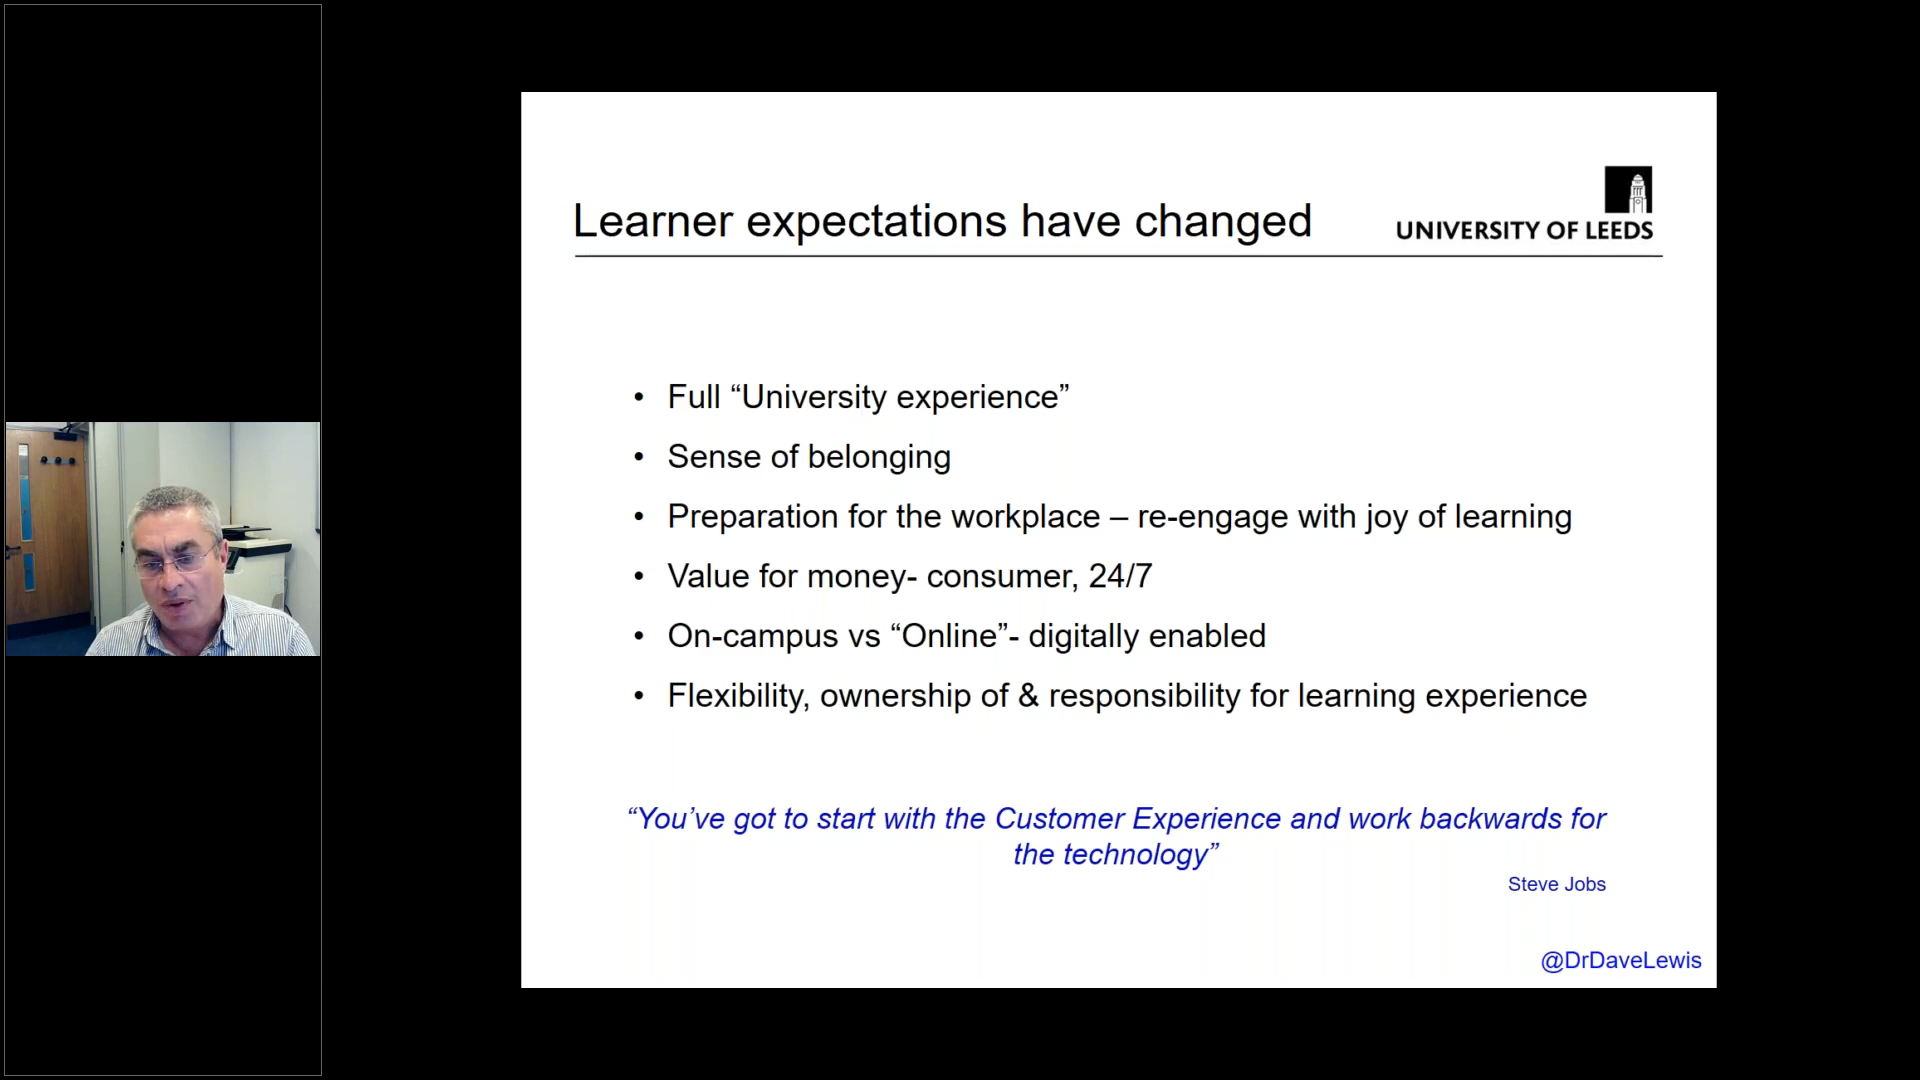 Learner expectations have changed
UNIVERSITY OF LEEDS
• Full “University experience”
• Sense of belonging
• Preparation for the workplace – re-engage with joy of learning
• Value for money- consumer, 24/7
• On-campus vs “Online”- digitally enabled
• Flexibility, ownership of & responsibility for learning experience
“You’ve got to start with the Customer Experience and work backwards for
the technology”
Steve Jobs
@DrDaveLewis